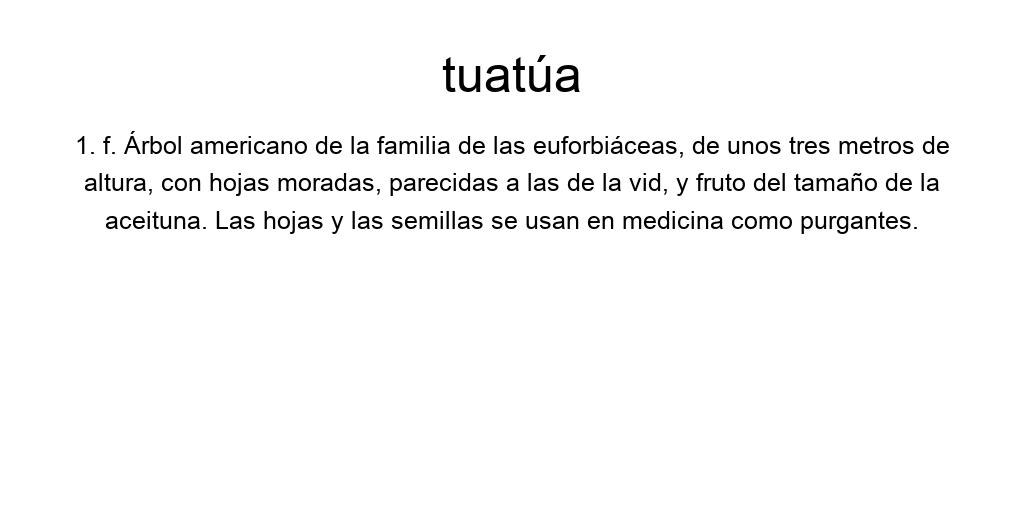 tuatúa
1. f. Árbol americano de la familia de las euforbiáceas, de unos tres metros de
altura, con hojas moradas, parecidas a las de la vid, y fruto del tamaño de la
aceituna. Las hojas y las semillas se usan en medicina como purgantes.